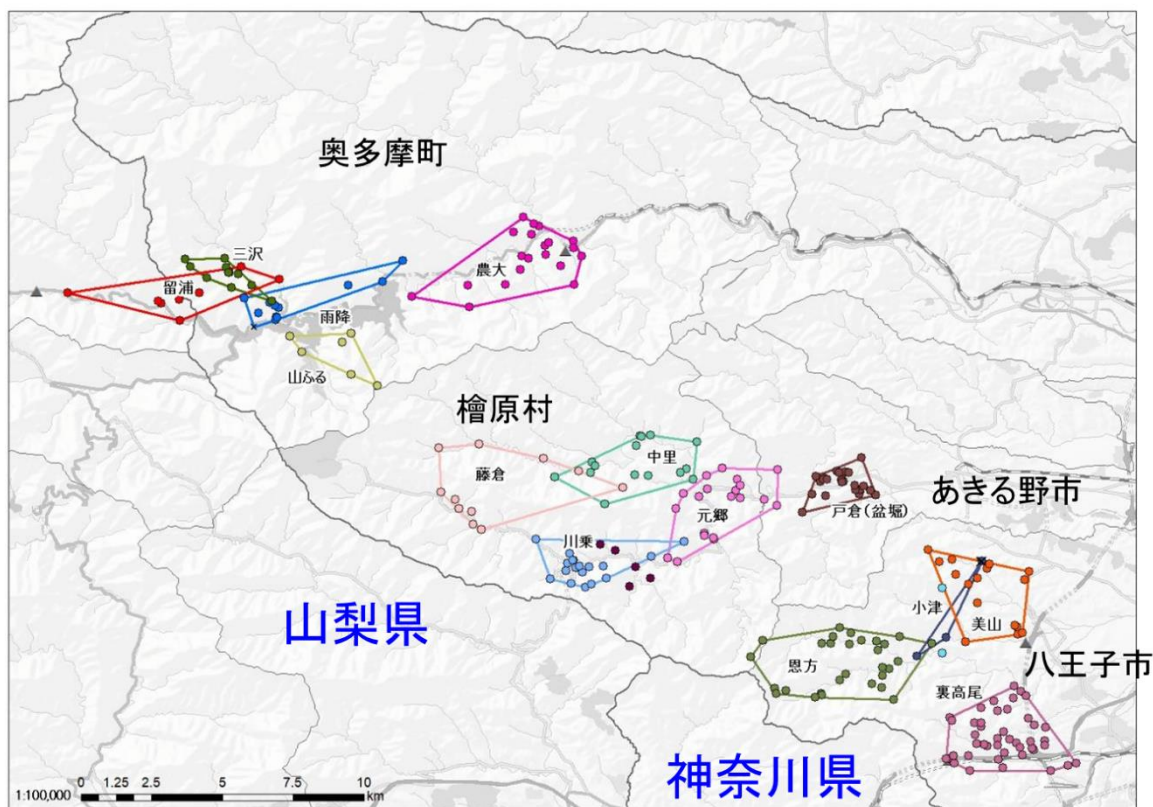 奥多摩町
三沢
農大
留浦
雨降
山ふる
檜原村
中里
藤倉
あきる野市
戸倉(盆堀)
元郷
川乗
小津
山梨県
美山
恩方
八王子市
裏高尾
神奈川県
0 1.25 2.5 5 7.5 10
1:100,000 km